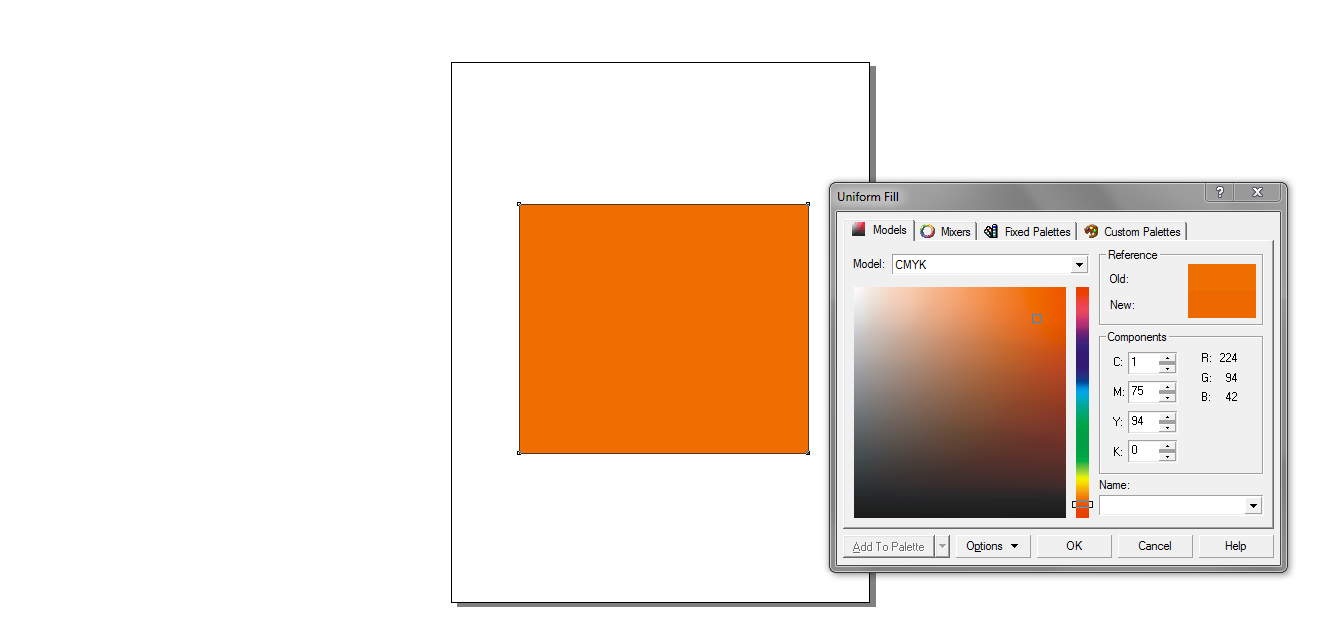 Uniform Fill
?
Models Mixers Fixed Palettes Custom Palettes
Model: CMYK
Reference
Old:
New:
Components
C: 1 R: 224
M: 75 G: 94
Y: 94 B: 42
K: 0
Name:
Add To Palette Options OK Cancel Help